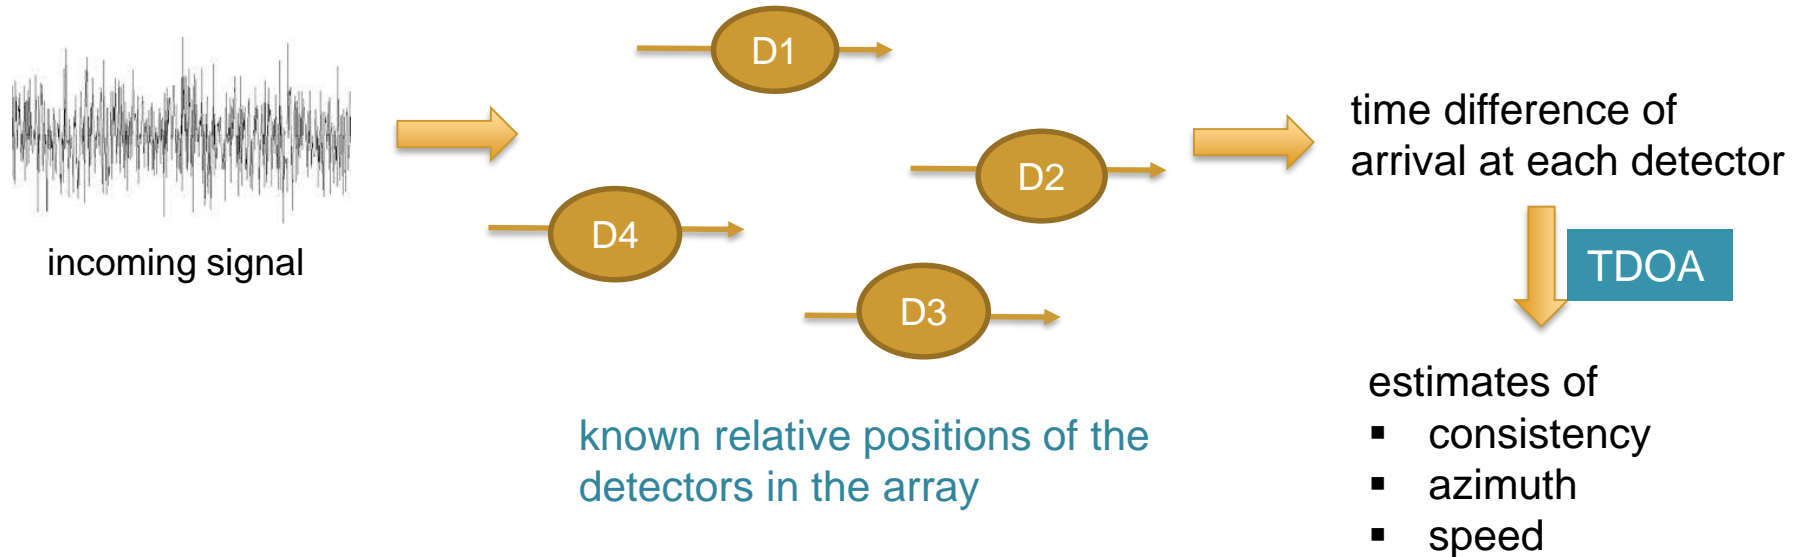 incoming signal
D1
D2
D4
D3
known relative positions of the
detectors in the array
time difference of
arrival at each detector
TDOA
estimates of
▪ consistency
▪ azimuth
▪ speed